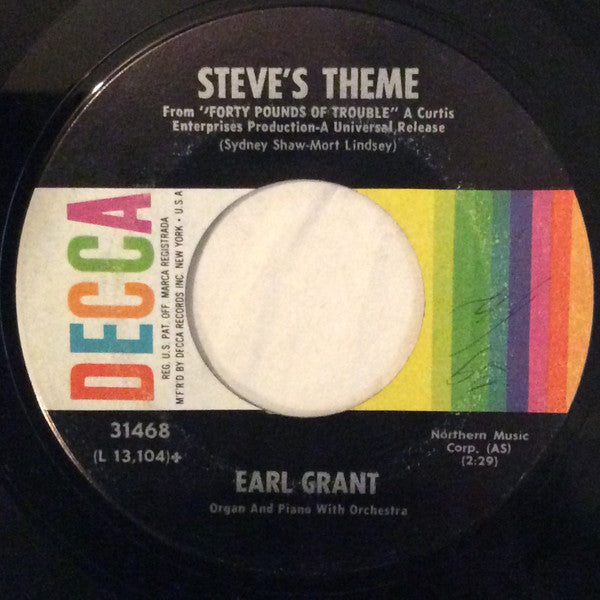 STEVE'S THEME
From "FORTY POUNDS OF TROUBLE" A Curtis
Enterprises Production-A Universal Release
(Sydney Shaw-Mort Lindsey)
DECCA
REG. U.S. PAT. OFF. MARCA REGISTRADA
M'F'R'D BY DECCA RECORDS INC. NEW YORK • U.S.A
31468
(L 13,104)+
Northern Music
Corp. (AS)
(2:29)
EARL GRANT
Organ And Piano With Orchestra